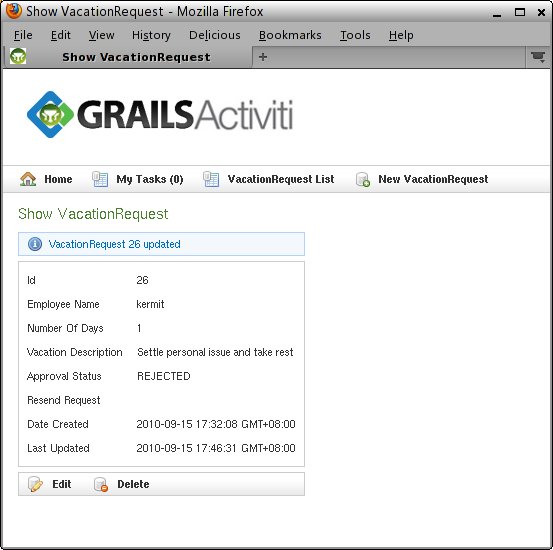 Show VacationRequest - Mozilla Firefox
File Edit View History Delicious Bookmarks Tools Help
Show VacationRequest
GRAILSActiviti
Home My Tasks (0) VacationRequest List New VacationRequest
Show VacationRequest
VacationRequest 26 updated
Id 26
Employee Name kermit
Number Of Days 1
Vacation Description Settle personal issue and take rest
Approval Status REJECTED
Resend Request
Date Created 2010-09-15 17:32:08 GMT+08:00
Last Updated 2010-09-15 17:46:31 GMT+08:00
Edit Delete